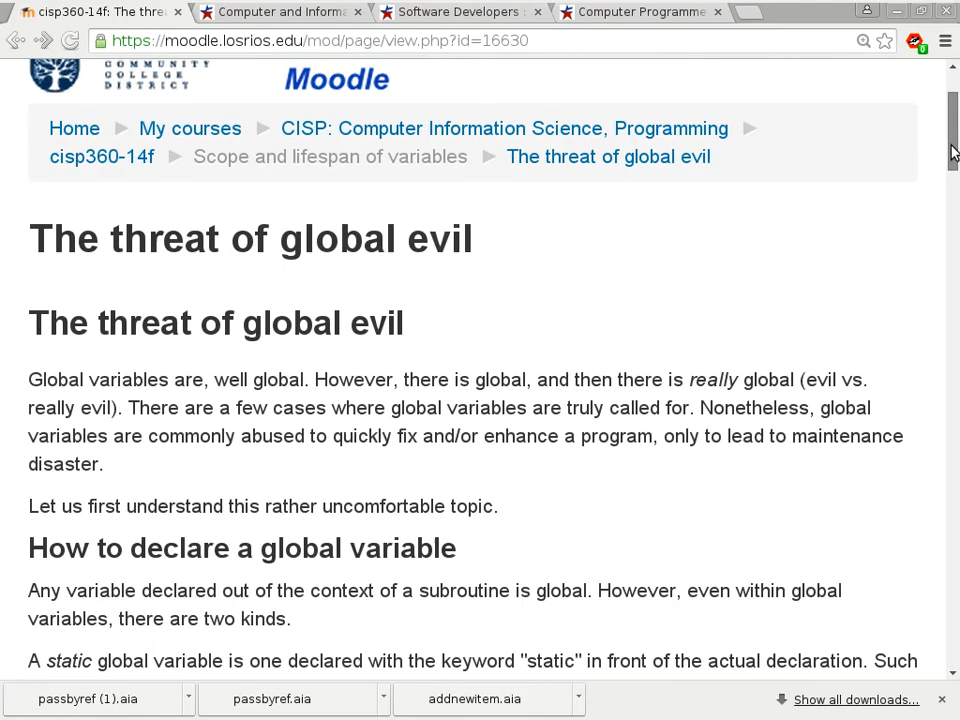 cisp360-14f: The threa
Computer and Informa
Software Developers :
Computer Programme
https://moodle.losrios.edu/mod/page/view.php?id=16630
COMMUNITY
COLLEGE
DISTRICT
Moodle
Home My courses CISP: Computer Information Science, Programming
cisp360-14f Scope and lifespan of variables The threat of global evil
The threat of global evil
The threat of global evil
Global variables are, well global. However, there is global, and then there is really global (evil vs.
really evil). There are a few cases where global variables are truly called for. Nonetheless, global
variables are commonly abused to quickly fix and/or enhance a program, only to lead to maintenance
disaster.
Let us first understand this rather uncomfortable topic.
How to declare a global variable
Any variable declared out of the context of a subroutine is global. However, even within global
variables, there are two kinds.
A static global variable is one declared with the keyword "static" in front of the actual declaration. Such
passbyref (1).aia
passbyref.aia
addnewitem.aia
Show all downloads...